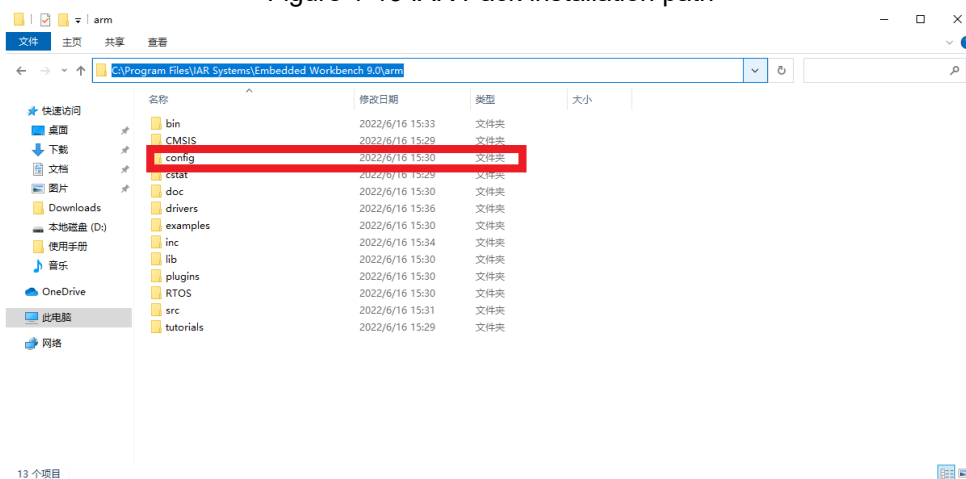 arm
文件 主页 共享 查看
C:\Program Files\IAR Systems\Embedded Workbench 9.0\arm
名称 修改日期 类型 大小
快速访问
桌面
下载
文档
图片
Downloads
本地磁盘 (D:)
使用手册
音乐
OneDrive
此电脑
网络
bin 2022/6/16 15:33 文件夹
CMSIS 2022/6/16 15:29 文件夹
config 2022/6/16 15:30 文件夹
cstat 2022/6/16 15:29 文件夹
doc 2022/6/16 15:30 文件夹
drivers 2022/6/16 15:36 文件夹
examples 2022/6/16 15:30 文件夹
inc 2022/6/16 15:34 文件夹
lib 2022/6/16 15:30 文件夹
plugins 2022/6/16 15:30 文件夹
RTOS 2022/6/16 15:30 文件夹
src 2022/6/16 15:31 文件夹
tutorials 2022/6/16 15:29 文件夹
13 个项目